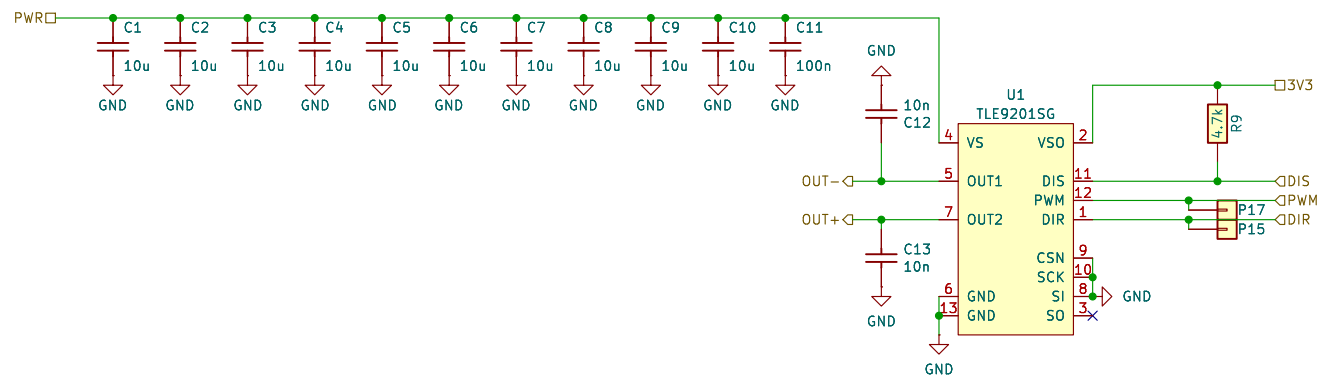 PWR
C1 C2 C3 C4 C5 C6 C7 C8 C9 C10 C11
10u 10u 10u 10u 10u 10u 10u 10u 10u 10u 100n
GND GND GND GND GND GND GND GND GND GND GND
GND
10n
C12
U1
TLE9201SG
3V3
4.7k
R9
4 VS VSO 2
OUT- 5 OUT1 DIS 11 DIS
PWM 12 PWM
P17
OUT+ 7 OUT2 DIR 1 DIR
P15
C13
10n
CSN 9
SCK 10
6 GND SI 8 GND
13 GND SO 3
GND
GND